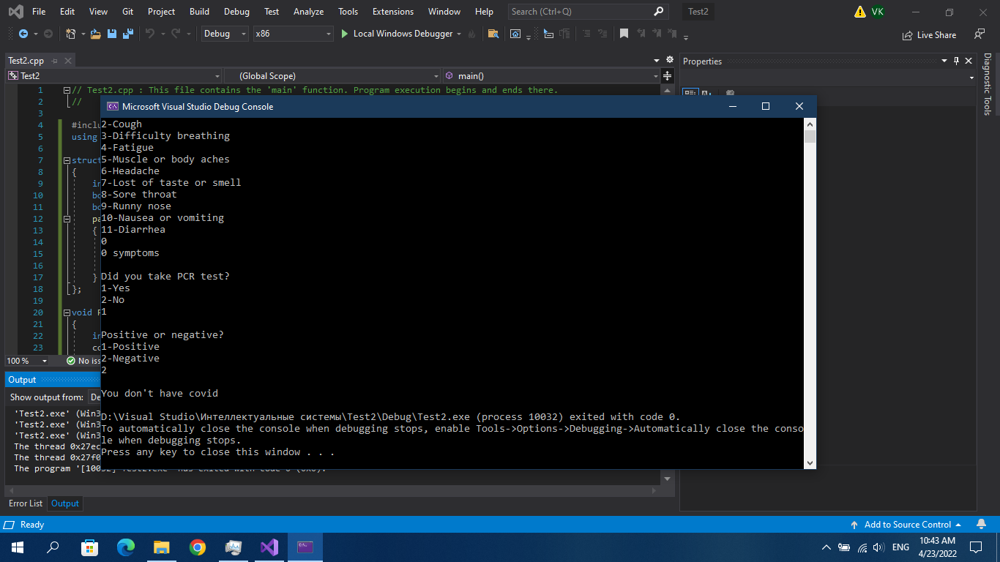 File Edit View Git Project Build Debug Test Analyze Tools Extensions Window Help Search (Ctrl+Q) Test2 VK
Debug x86 Local Windows Debugger Live Share
Test2.cpp
Test2 (Global Scope) main()
Properties
Diagnostic Tools
1 // Test2.cpp : This file contains the 'main' function. Program execution begins and ends there.
2 //
3
4 #inclu
5 using
6
7 struct
8 {
9 in
10 bo
11 bo
12 pa
13 {
14
15
16
17 }
18 };
19
20 void P
21 {
22 in
23 co
100 % No iss
Microsoft Visual Studio Debug Console
2-Cough
3-Difficulty breathing
4-Fatigue
5-Muscle or body aches
6-Headache
7-Lost of taste or smell
8-Sore throat
9-Runny nose
10-Nausea or vomiting
11-Diarrhea
0
0 symptoms
Did you take PCR test?
1-Yes
2-No
1
Positive or negative?
1-Positive
2-Negative
2
You don't have covid
D:\Visual Studio\Интеллектуальные системы\Test2\Debug\Test2.exe (process 10032) exited with code 0.
To automatically close the console when debugging stops, enable Tools->Options->Debugging->Automatically close the conso
le when debugging stops.
Press any key to close this window . . .
Output
Show output from: De
'Test2.exe' (Win3
'Test2.exe' (Win3
'Test2.exe' (Win3
The thread 0x27ec
The thread 0x27f0
The program '[10032] Test2.exe' has exited with code 0 (0x0).
Error List Output
Ready Add to Source Control
ENG 10:43 AM
4/23/2022